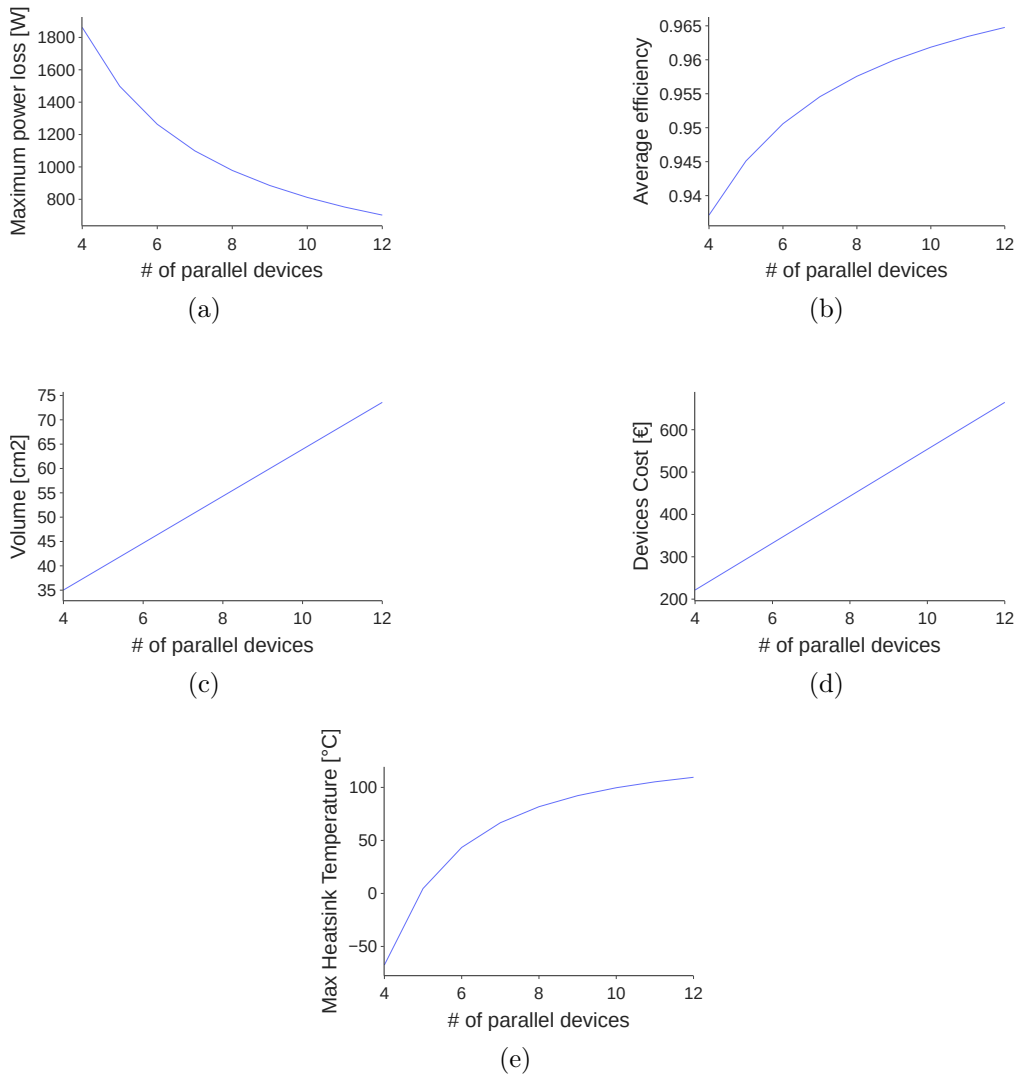 Maximum power loss [W]
1800
1600
1400
1200
1000
800
4 6 8 10 12
# of parallel devices
(a)
Average efficiency
0.965
0.96
0.955
0.95
0.945
0.94
4 6 8 10 12
# of parallel devices
(b)
Volume [cm2]
75
70
65
60
55
50
45
40
35
4 6 8 10 12
# of parallel devices
(c)
Devices Cost [€]
600
500
400
300
200
4 6 8 10 12
# of parallel devices
(d)
Max Heatsink Temperature [°C]
100
50
0
−50
4 6 8 10 12
# of parallel devices
(e)